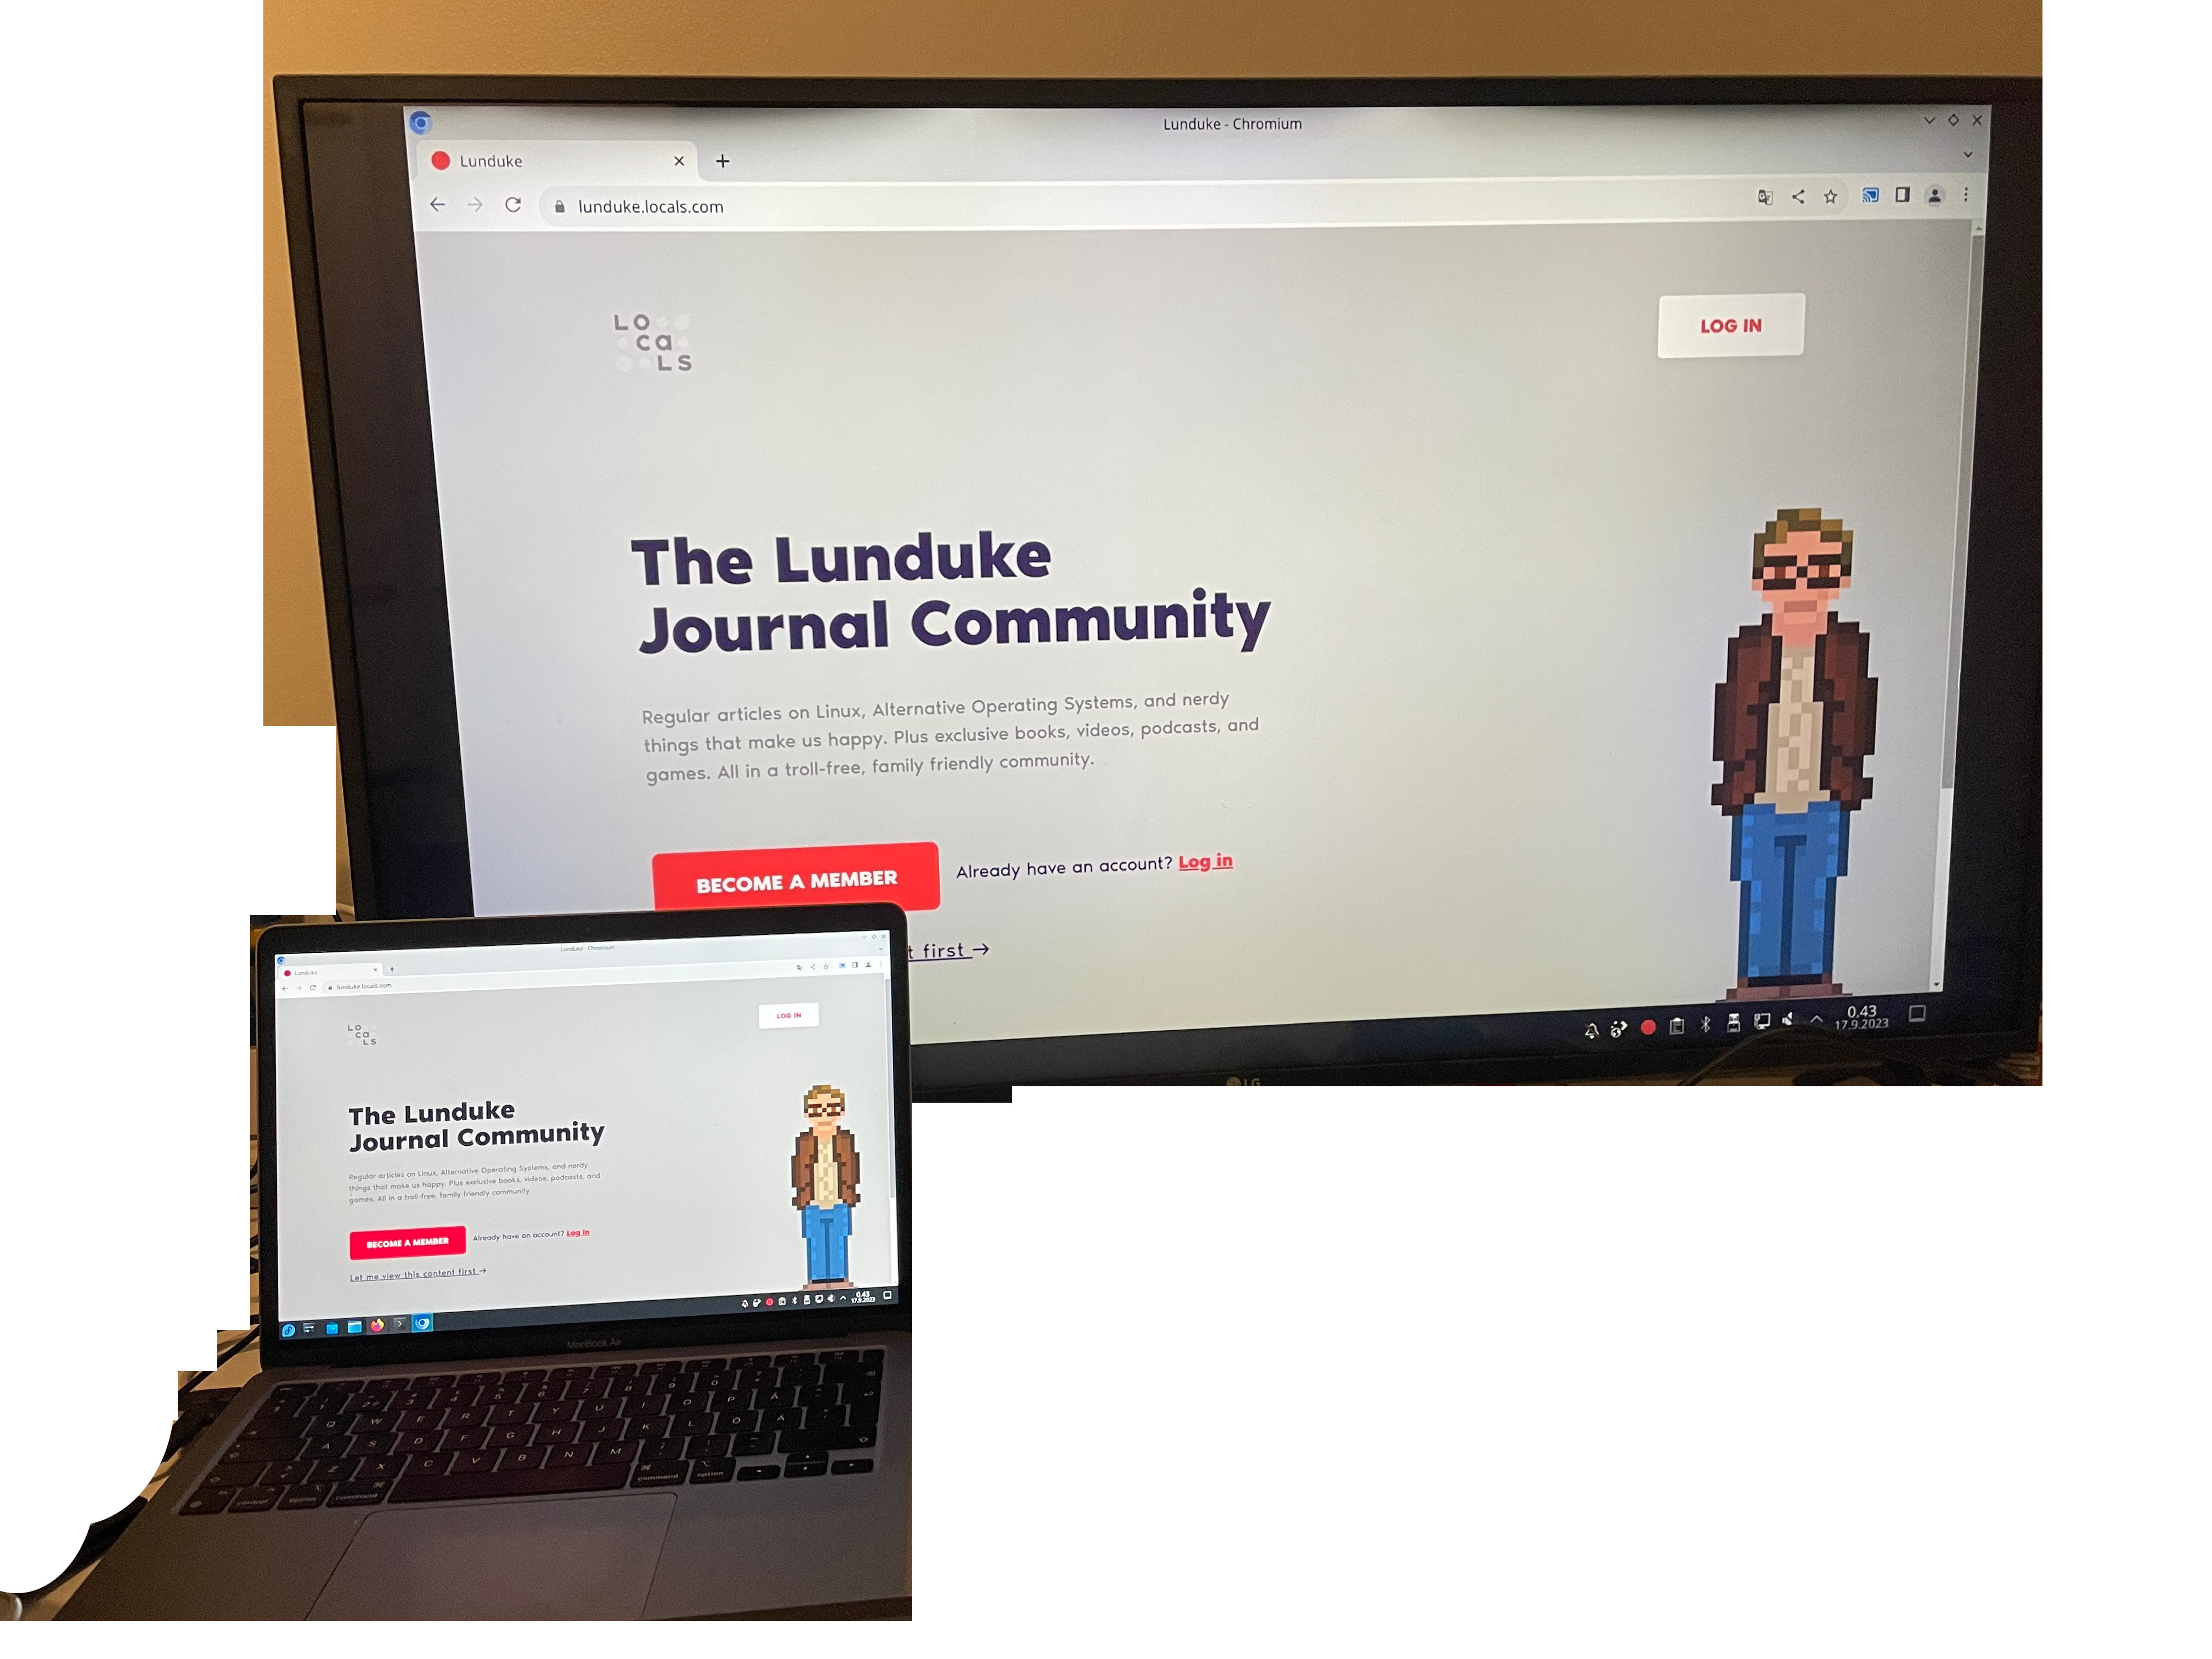 Lunduke - Chromium
Lunduke
lunduke.locals.com
LO
ca
LS
LOG IN
The Lunduke
Journal Community
Regular articles on Linux, Alternative Operating Systems, and nerdy
things that make us happy. Plus exclusive books, videos, podcasts, and
games. All in a troll-free, family friendly community.
BECOME A MEMBER
Already have an account? Log in
t first →
0.43
17.9.2023
LG
Lunduke - Chromium
Lunduke
lunduke.locals.com
LO
ca
LS
LOG IN
The Lunduke
Journal Community
Regular articles on Linux, Alternative Operating Systems, and nerdy
things that make us happy. Plus exclusive books, videos, podcasts, and
games. All in a troll-free, family friendly community.
BECOME A MEMBER
Already have an account? Log in
Let me view this content first →
0.43
17.9.2023
MacBook Air
Q W E R T Y U I O P Å
A S D F G H J K L Ö Ä
Z X C V B N M
control option command command option